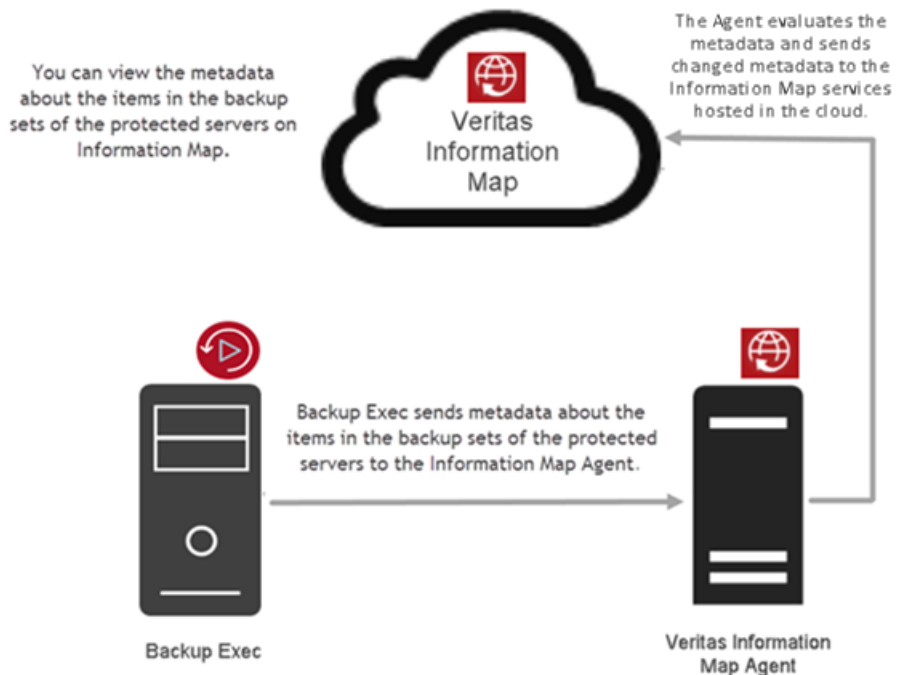 You can view the metadata
about the items in the backup
sets of the protected servers on
Information Map.
Veritas
Information
Map
The Agent evaluates the
metadata and sends
changed metadata to the
Information Map services
hosted in the cloud.
Backup Exec sends metadata about the
items in the backup sets of the protected
servers to the Information Map Agent.
Backup Exec
Veritas Information
Map Agent